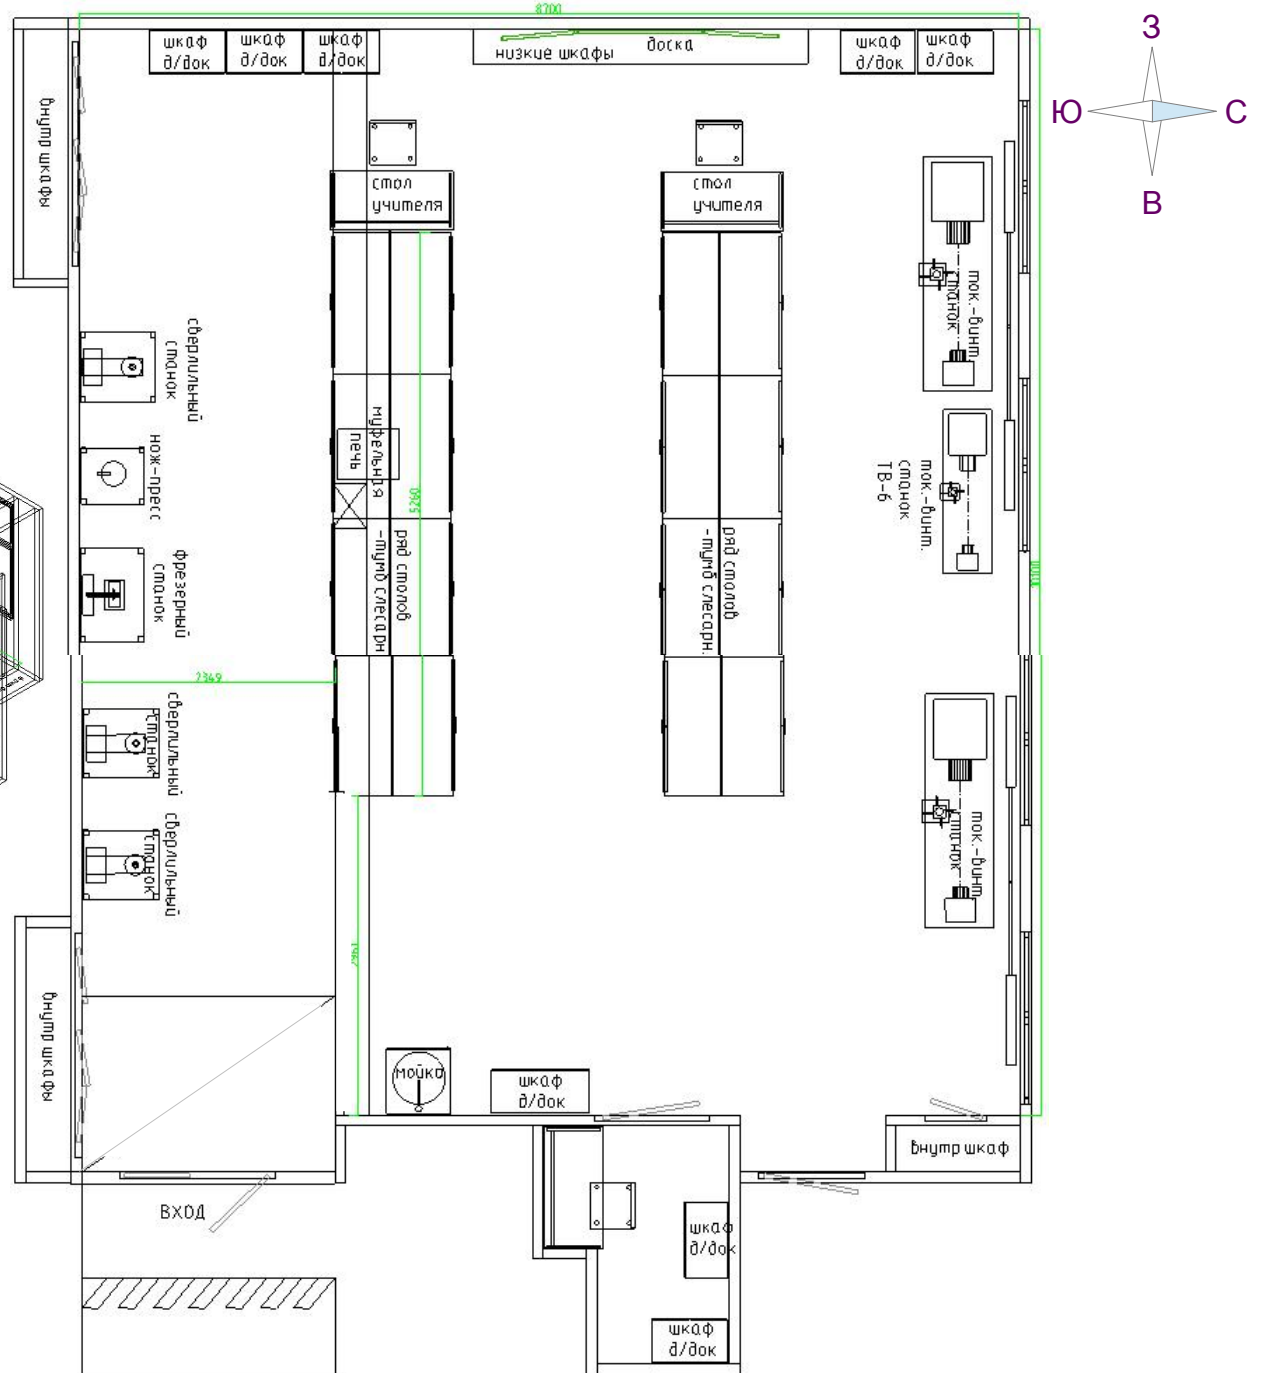 8700
З
Ю
С
В
шкаф
д/док
шкаф
д/док
шкаф
д/док
низкие шкафы
доска
шкаф
д/док
шкаф
д/док
внутр шкафы
стол
учителя
стол
учителя
ток.-винт
станок
сверлильный
станок
муфельная
печь
нож-пресс
5260
ток.-винт.
станок
ТВ-6
фрезерный
станок
ряд столов
-тумб слесарн
ряд столов
-тумб слесарн.
10100
2349
сверлильный
станок
сверлильный
станок
ток.-винт
станок
2961
внутр шкафы
мойка
шкаф
д/док
внутр шкаф
ВХОД
шкаф
д/док
шкаф
д/док